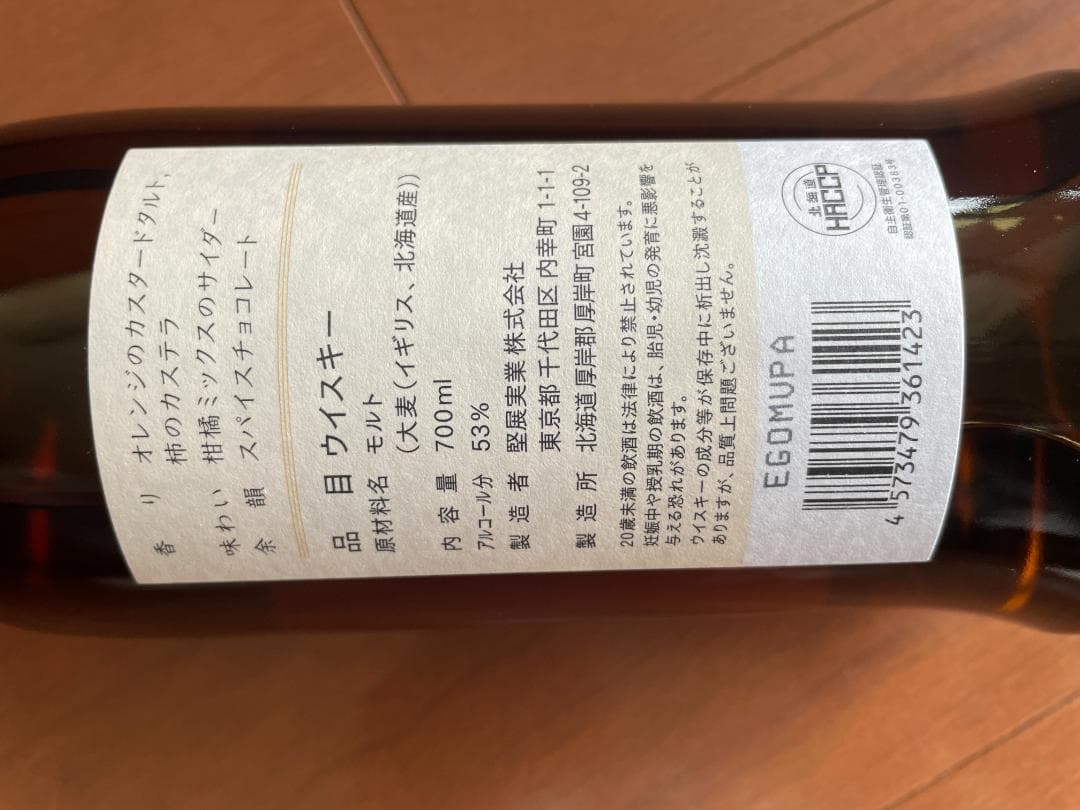 香り オレンジのカスタードタルト、
柿のカステラ
味わい 柑橘ミックスのサイダー
余韻 スパイスチョコレート
品目 ウイスキー
原材料名 モルト
(大麦(イギリス、北海道産))
内容量 700ml
アルコール分 53%
製造者 堅展実業株式会社
東京都千代田区内幸町1-1-1
製造所 北海道厚岸郡厚岸町宮園4-109-2
20歳未満の飲酒は法律により禁止されています。
妊娠中や授乳期の飲酒は、胎児・幼児の発育に悪影響を
与える恐れがあります。
ウイスキーの成分等が保存中に析出し沈澱することが
ありますが、品質上問題ございません。
EGOMVPA
北海道
HACCP
自主衛生管理認証
認証第01-00383号
4 573479 361423